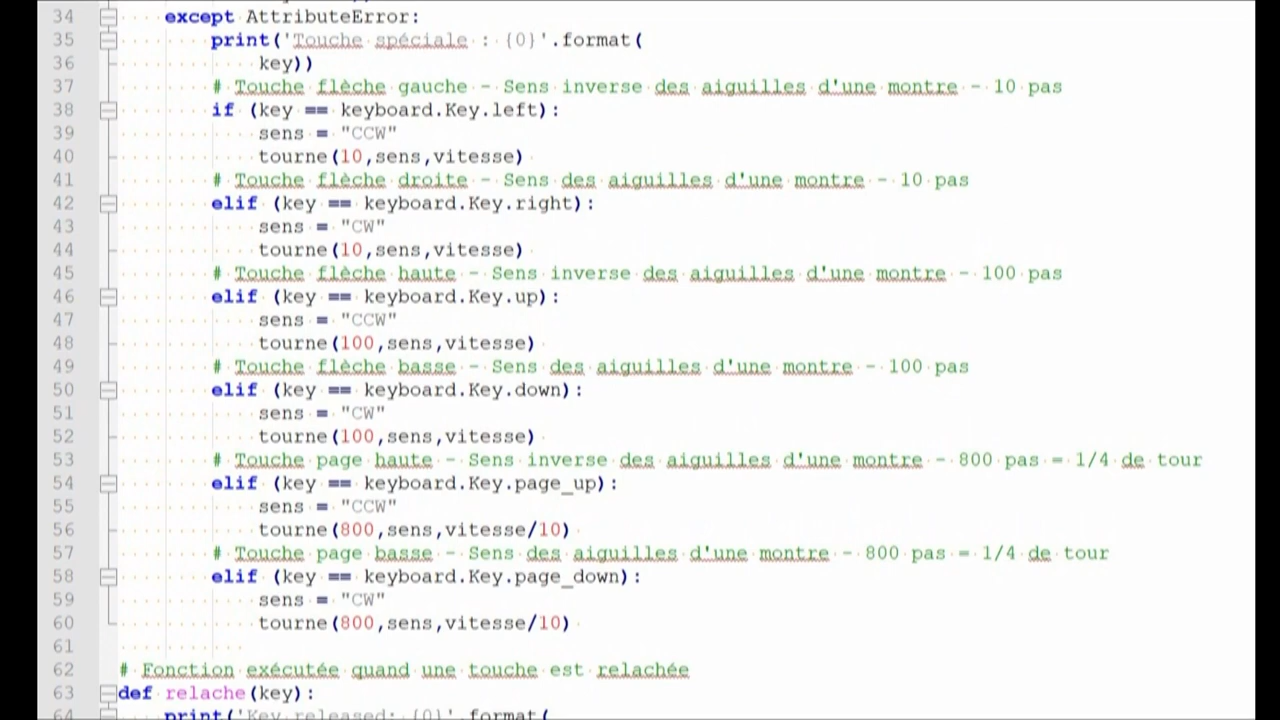 34 except AttributeError:
35 print('Touche spéciale : {0}'.format(
36 key))
37 # Touche flèche gauche - Sens inverse des aiguilles d'une montre - 10 pas
38 if (key == keyboard.Key.left):
39 sens = "CCW"
40 tourne(10,sens,vitesse)
41 # Touche flèche droite - Sens des aiguilles d'une montre - 10 pas
42 elif (key == keyboard.Key.right):
43 sens = "CW"
44 tourne(10,sens,vitesse)
45 # Touche flèche haute - Sens inverse des aiguilles d'une montre - 100 pas
46 elif (key == keyboard.Key.up):
47 sens = "CCW"
48 tourne(100,sens,vitesse)
49 # Touche flèche basse - Sens des aiguilles d'une montre - 100 pas
50 elif (key == keyboard.Key.down):
51 sens = "CW"
52 tourne(100,sens,vitesse)
53 # Touche page haute - Sens inverse des aiguilles d'une montre - 800 pas = 1/4 de tour
54 elif (key == keyboard.Key.page_up):
55 sens = "CCW"
56 tourne(800,sens,vitesse/10)
57 # Touche page basse - Sens des aiguilles d'une montre - 800 pas = 1/4 de tour
58 elif (key == keyboard.Key.page_down):
59 sens = "CW"
60 tourne(800,sens,vitesse/10)
61
62 # Fonction exécutée quand une touche est relachée
63 def relache(key):
64 print('Key released: {0}'.format(